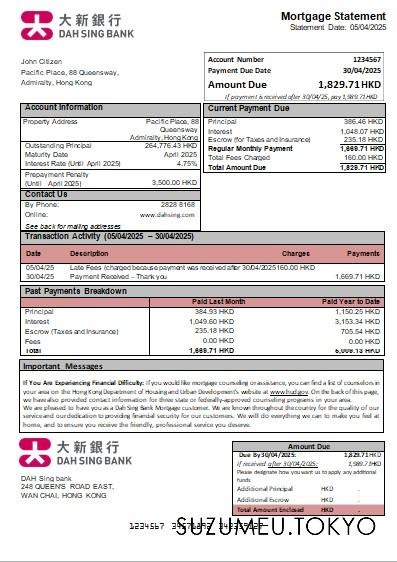 大新銀行
DAH SING BANK
Mortgage Statement
Statement Date: 05/04/2025
John Citizen
Pacific Place, 88 Queensway,
Admiralty, Hong Kong
Account Number 1234567
Payment Due Date 30/04/2025
Amount Due 1,829.71 HKD
If payment is received after 30/04/25, pay 1,989.71 HKD
Account Information
Property Address Pacific Place, 88
Queensway
Admiralty, Hong Kong
Outstanding Principal 264,776.43 HKD
Maturity Date April 2025
Interest Rate (Until April 2025) 4.75%
Prepayment Penalty
(Until April 2025) 3,500.00 HKD
Contact Us
By Phone: 2828 8168
Online: www.dahsing.com
See back for mailing addresses
Current Payment Due
Principal 386.46 HKD
Interest 1,048.07 HKD
Escrow (for Taxes and Insurance) 235.18 HKD
Regular Monthly Payment 1,669.71 HKD
Total Fees Charged 160.00 HKD
Total Amount Due 1,829.71 HKD
Transaction Activity (05/04/2025 – 30/04/2025)
Date Description Charges Payments
05/04/25 Late Fees (charged because payment was received after 30/04/2025 160.00 HKD
30/04/25 Payment Received – Thank you 1,669.71 HKD
Past Payments Breakdown
Paid Last Month Paid Year to Date
Principal 384.93 HKD 1,150.25 HKD
Interest 1,049.60 HKD 3,153.34 HKD
Escrow (Taxes and Insurance) 235.18 HKD 705.54 HKD
Fees 0.00 HKD 0.00 HKD
Total 1,669.71 HKD 5,009.13 HKD
Important Messages
If You Are Experiencing Financial Difficulty: If you would like mortgage counseling or assistance, you can find a list of counselors in
your area on the Hong Kong Department of Housing and Urban Development's website at www.hud.gov. On the back of this page,
we have also provided contact information for three state or federally-approved counseling programs in your area.
We are pleased to have you as a Dah Sing Bank Mortgage customer. We are known throughout the country for the quality of our
service and our dedication to providing financial security for our customers. We will do everything we can to make you feel at
home, and to ensure you receive the friendly, professional service you deserve.
大新銀行
DAH SING BANK
DAH Sing bank
248 QUEEN'S ROAD EAST,
WAN CHAI, HONG KONG
Amount Due
Due By 30/04/2025: 1,829.71 HKD
If received after 30/04/2025: 1,989.71 HKD
Please designate how you want us to apply any additional
funds
Additional Principal HKD .
Additional Escrow HKD .
Total Amount Enclosed HKD .
1234567
SUZUMEU.TOKYO